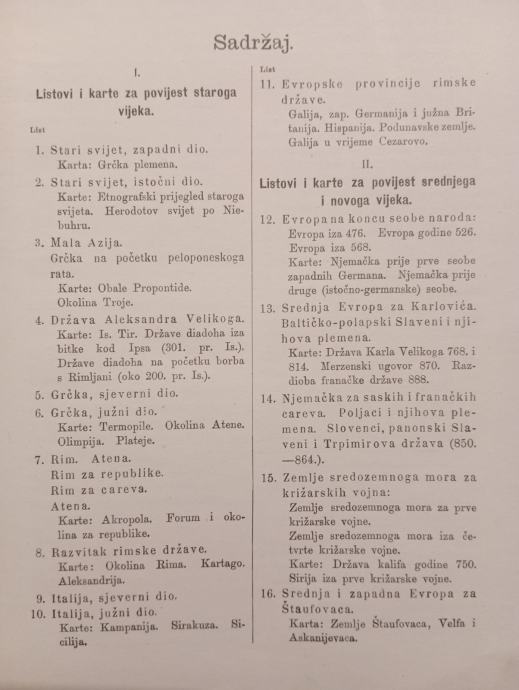 Sadržaj.
I.
Listovi i karte za povijest staroga
vijeka.
List
1. Stari svijet, zapadni dio.
Karta: Grčka plemena.
2. Stari svijet, istočni dio.
Karte: Etnografski prijegled staroga
svijeta. Herodotov svijet po Nie-
buhru.
3. Mala Azija.
Grčka na početku peloponeskoga
rata.
Karte: Obale Propontide.
Okolina Troje.
4. Država Aleksandra Velikoga.
Karte: Is. Tir. Države diadoha iza
bitke kod Ipsa (301. pr. Is.).
Države diadoha na početku borba
s Rimljani (oko 200. pr. Is.).
5. Grčka, sjeverni dio.
6. Grčka, južni dio.
Karte: Termopile. Okolina Atene.
Olimpija. Plateje.
7. Rim. Atena.
Rim za republike.
Rim za careva.
Atena.
Karte: Akropola. Forum i oko-
lina za republike.
8. Razvitak rimske države.
Karte: Okolina Rima. Kartago.
Aleksandrija.
9. Italija, sjeverni dio.
10. Italija, južni dio.
Karte: Kampanija. Sirakuza. Si-
cilija.
List
11. Evropske provincije rimske
države.
Galija, zap. Germanija i južna Bri-
tanija. Hispanija. Podunavske zemlje.
Galija u vrijeme Cezarovo.
II.
Listovi i karte za povijest srednjega
i novoga vijeka.
12. Evropa na koncu seobe naroda:
Evropa iza 476. Evropa godine 526.
Evropa iza 568.
Karte: Njemačka prije prve seobe
zapadnih Germana. Njemačka prije
druge (istočno-germanske) seobe.
13. Srednja Evropa za Karlovića.
Baltičko-polapski Slaveni i nji-
hova plemena.
Karte: Država Karla Velikoga 768. i
814. Merzenski ugovor 870. Raz-
dioba franačke države 888.
14. Njemačka za saskih i franačkih
careva. Poljaci i njihova ple-
mena. Slovenci, panonski Sla-
veni i Trpimirova država (850.
—864.).
15. Zemlje sredozemnoga mora za
križarskih vojna:
Zemlje sredozemnoga mora za prve
križarske vojne.
Zemlje sredozemnoga mora iza če-
tvrte križarske vojne.
Karte: Država kalifa godine 750.
Sirija iza prve križarske vojne.
16. Srednja i zapadna Evropa za
Štaufovaca.
Karta: Zemlje Štaufovaca, Velfa i
Askanijevaca.